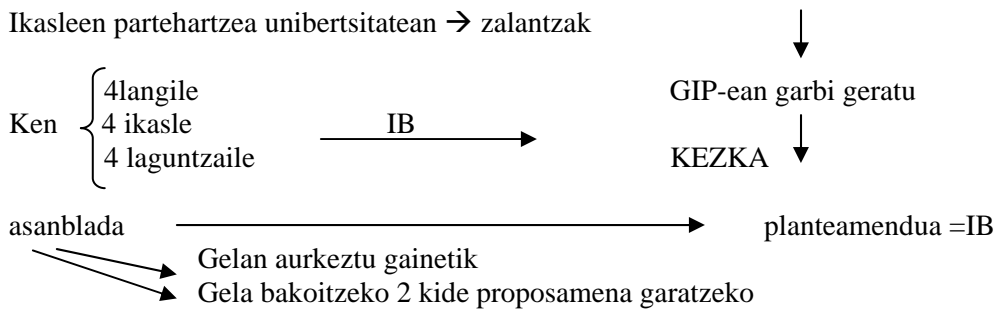 Ikasleen partehartzea unibertsitatean → zalantzak
4langile
GIP-ean garbi geratu
Ken
4 ikasle
IB
4 laguntzaile
KEZKA
asanblada
planteamendua =IB
Gelan aurkeztu gainetik
Gela bakoitzeko 2 kide proposamena garatzeko